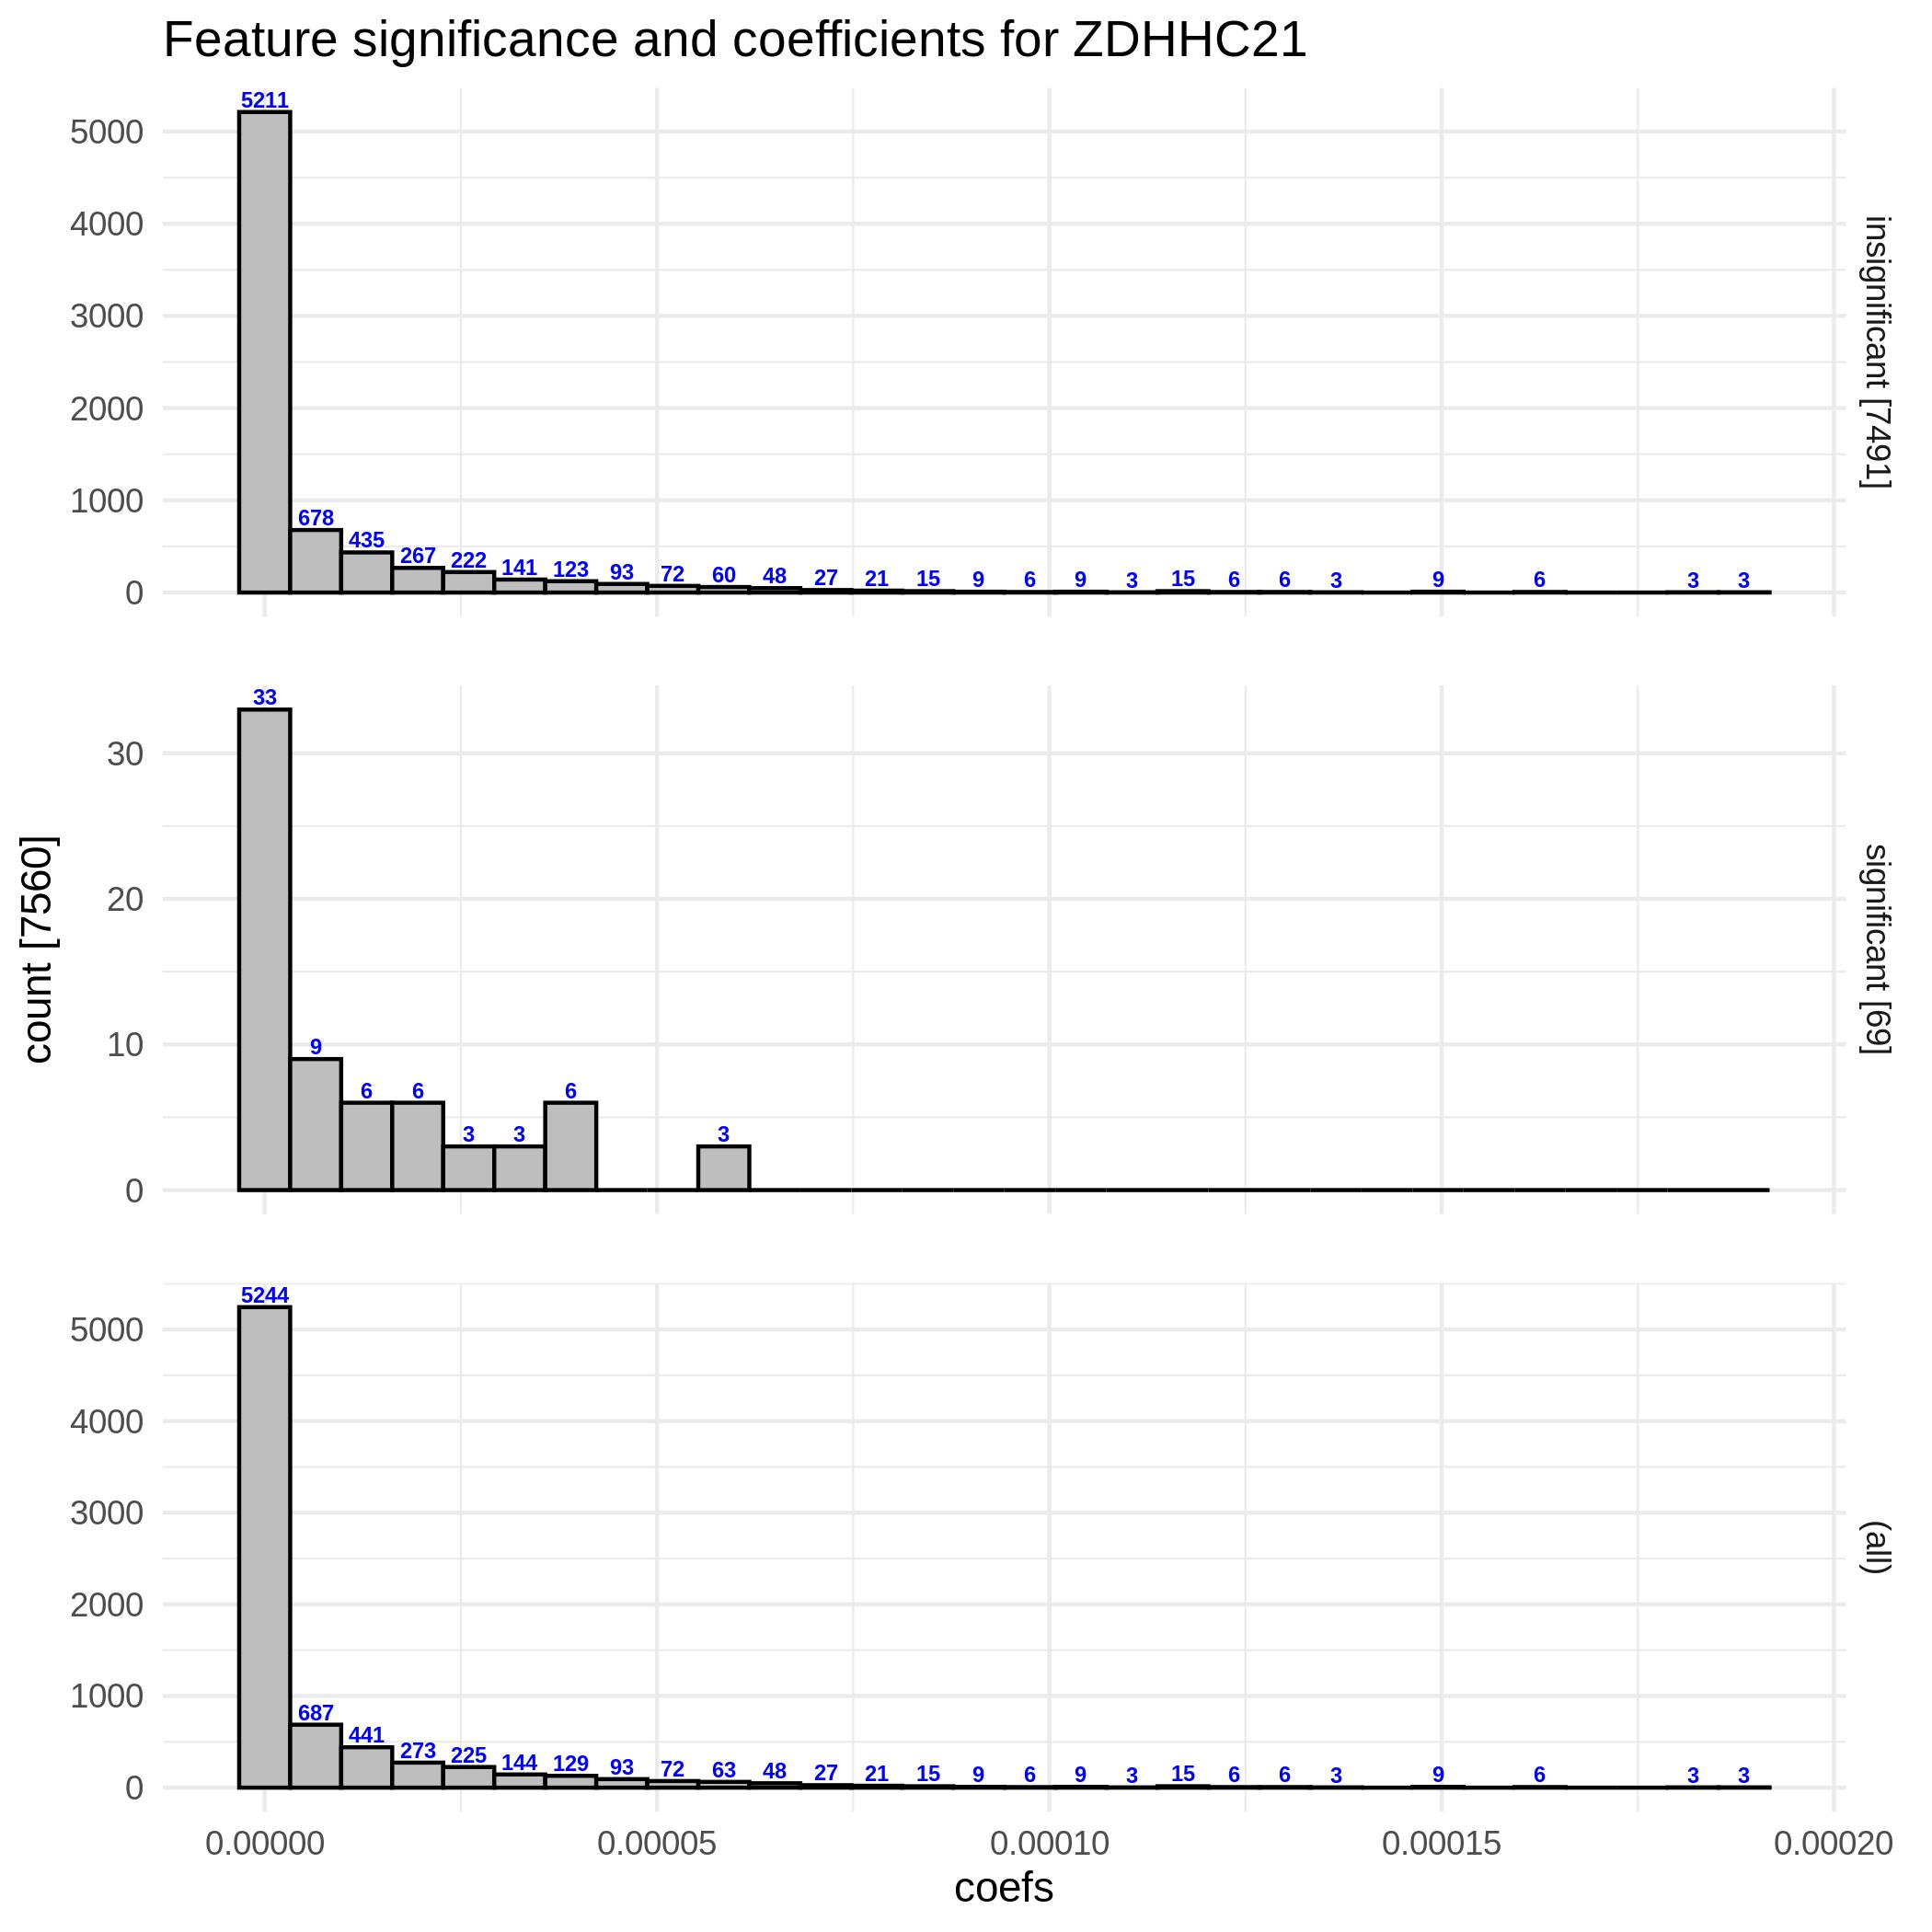 Feature significance and coefficients for ZDHHC21
count [7560]
5000
4000
3000
2000
1000
0
5211
678 435 267 222 141 123 93 72 60 48 27 21 15 9 6 9 3 15 6 6 3 9 6 3 3
insignificant [7491]
30
20
10
0
33
9 6 6 3 3 6 3
significant [69]
5000
4000
3000
2000
1000
0
5244
687 441 273 225 144 129 93 72 63 48 27 21 15 9 6 9 3 15 6 6 3 9 6 3 3
(all)
0.00000 0.00005 0.00010 0.00015 0.00020
coefs